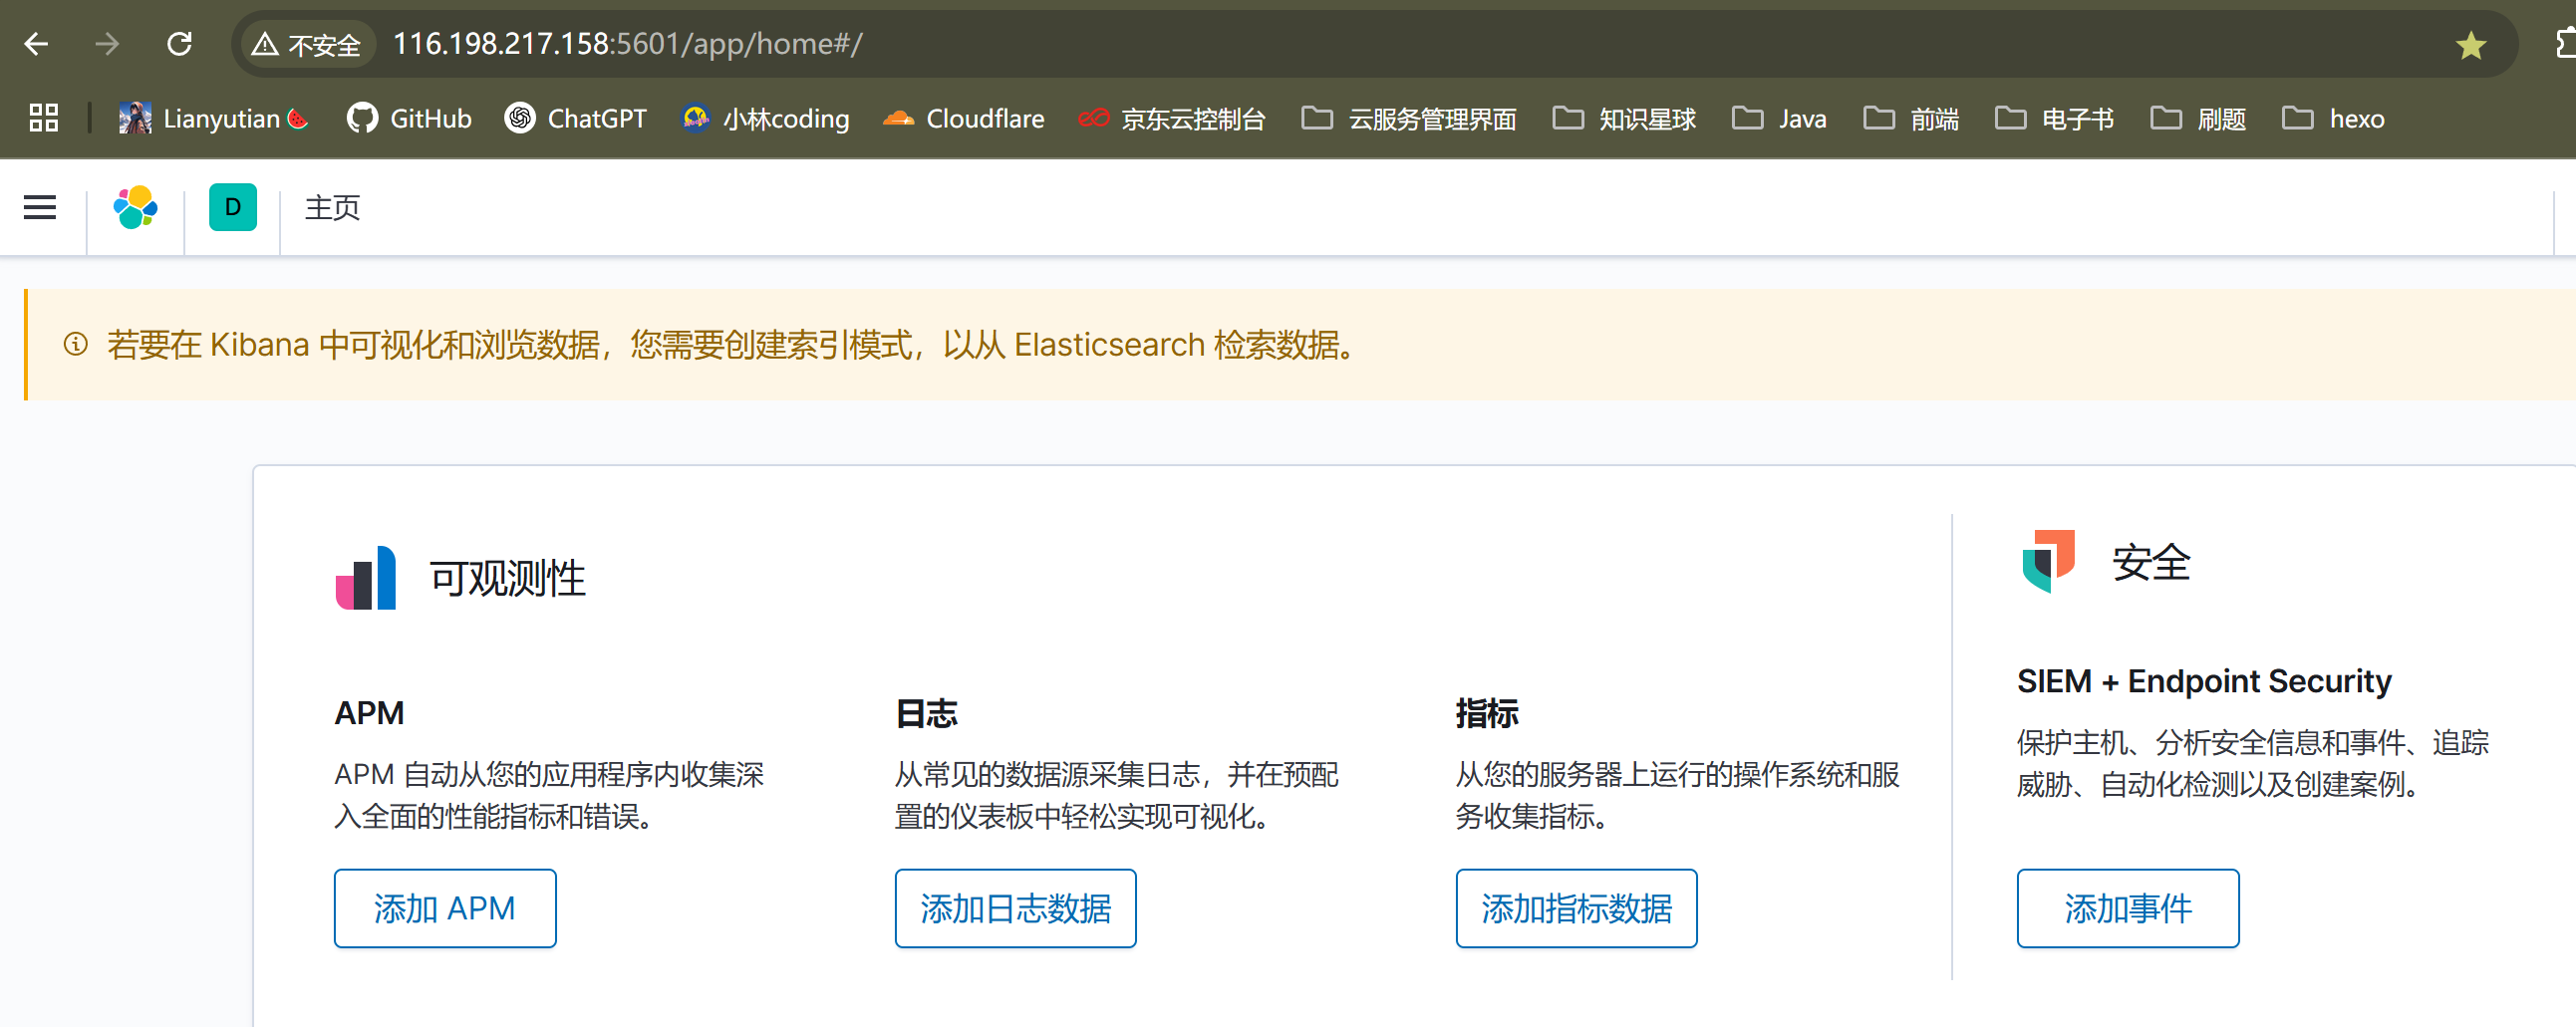 不安全 116.198.217.158:5601/app/home#/
Lianyutian GitHub ChatGPT 小林coding Cloudflare 京东云控制台 云服务管理界面 知识星球 Java 前端 电子书 刷题 hexo
D 主页
若要在 Kibana 中可视化和浏览数据，您需要创建索引模式，以从 Elasticsearch 检索数据。
可观测性
APM
APM 自动从您的应用程序内收集深
入全面的性能指标和错误。
添加 APM
日志
从常见的数据源采集日志，并在预配
置的仪表板中轻松实现可视化。
添加日志数据
指标
从您的服务器上运行的操作系统和服
务收集指标。
添加指标数据
安全
SIEM + Endpoint Security
保护主机、分析安全信息和事件、追踪
威胁、自动化检测以及创建案例。
添加事件